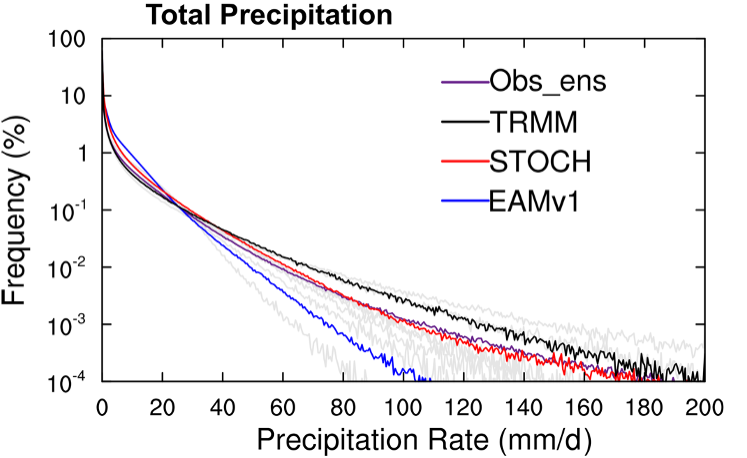 Total Precipitation
100
10
1
10-1
10-2
10-3
10-4
Frequency (%)
Obs_ens
TRMM
STOCH
EAMv1
0 20 40 60 80 100 120 140 160 180 200
Precipitation Rate (mm/d)